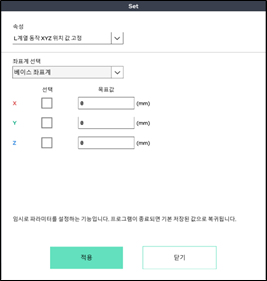 Set
속성
L계열 동작 XYZ 위치 값 고정
좌표계 선택
베이스 좌표계
선택 목표값
X 0 (mm)
Y 0 (mm)
Z 0 (mm)
임시로 파라미터를 설정하는 기능입니다. 프로그램이 종료되면 기본 저장된 값으로 복귀됩니다.
적용 닫기